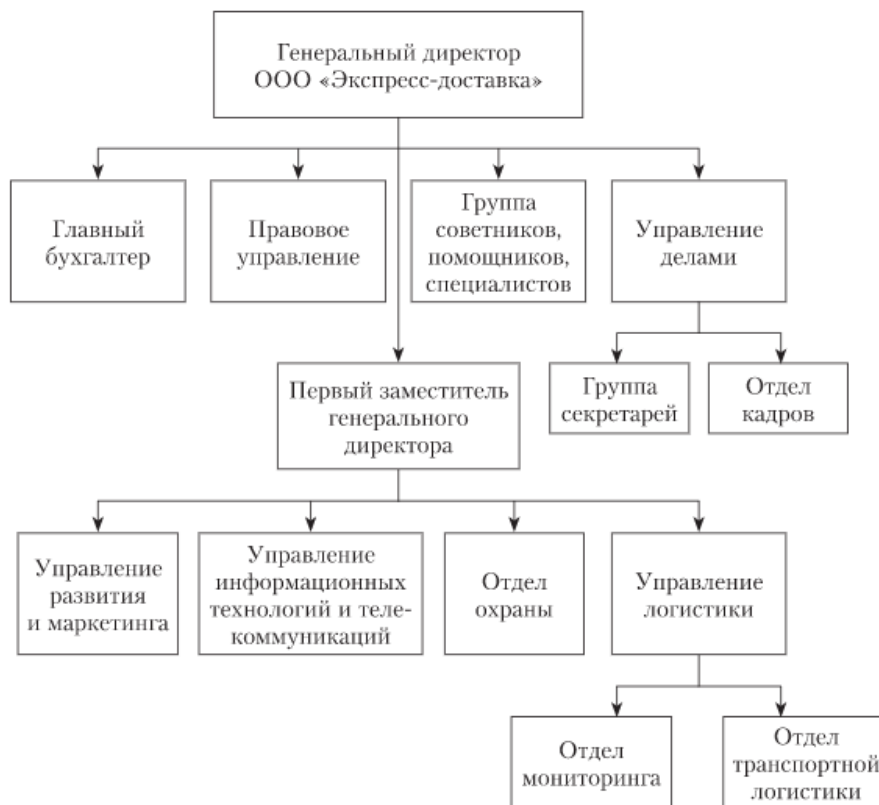 Генеральный директор
ООО «Экспресс-доставка»
Главный
бухгалтер
Правовое
управление
Группа
советников,
помощников,
специалистов
Управление
делами
Группа
секретарей
Отдел
кадров
Первый заместитель
генерального
директора
Управление
развития
и маркетинга
Управление
информационных
технологий и теле-
коммуникаций
Отдел
охраны
Управление
логистики
Отдел
мониторинга
Отдел
транспортной
логистики